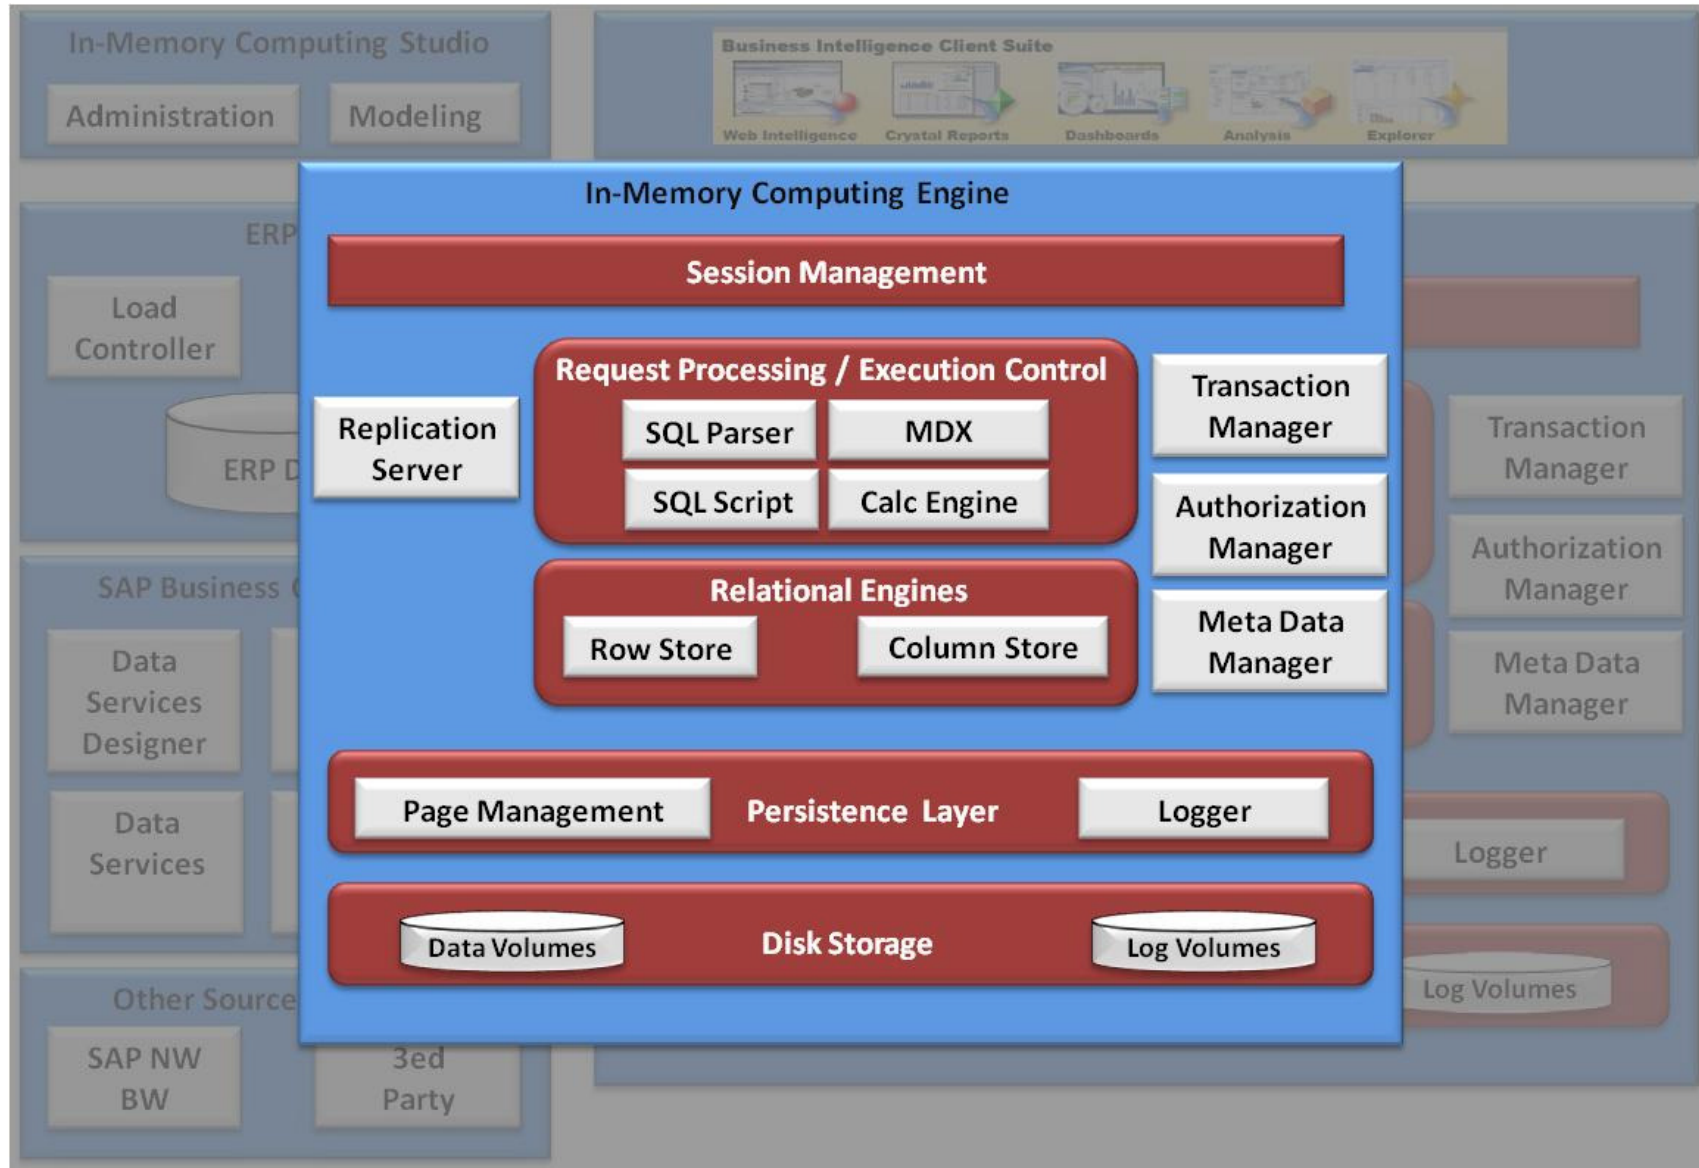 In-Memory Computing Studio
Administration
Modeling
Business Intelligence Client Suite
Web Intelligence
Crystal Reports
Dashboards
Analysis
Explorer
In-Memory Computing Engine
Session Management
ERP
Load
Controller
ERP D
Replication
Server
Request Processing / Execution Control
SQL Parser
MDX
SQL Script
Calc Engine
Transaction
Manager
Authorization
Manager
Meta Data
Manager
Relational Engines
Row Store
Column Store
Page Management
Persistence Layer
Logger
Data Volumes
Disk Storage
Log Volumes
Transaction
Manager
Authorization
Manager
Meta Data
Manager
Logger
Log Volumes
SAP Business
Data
Services
Designer
Data
Services
Other Source
SAP NW
BW
3ed
Party